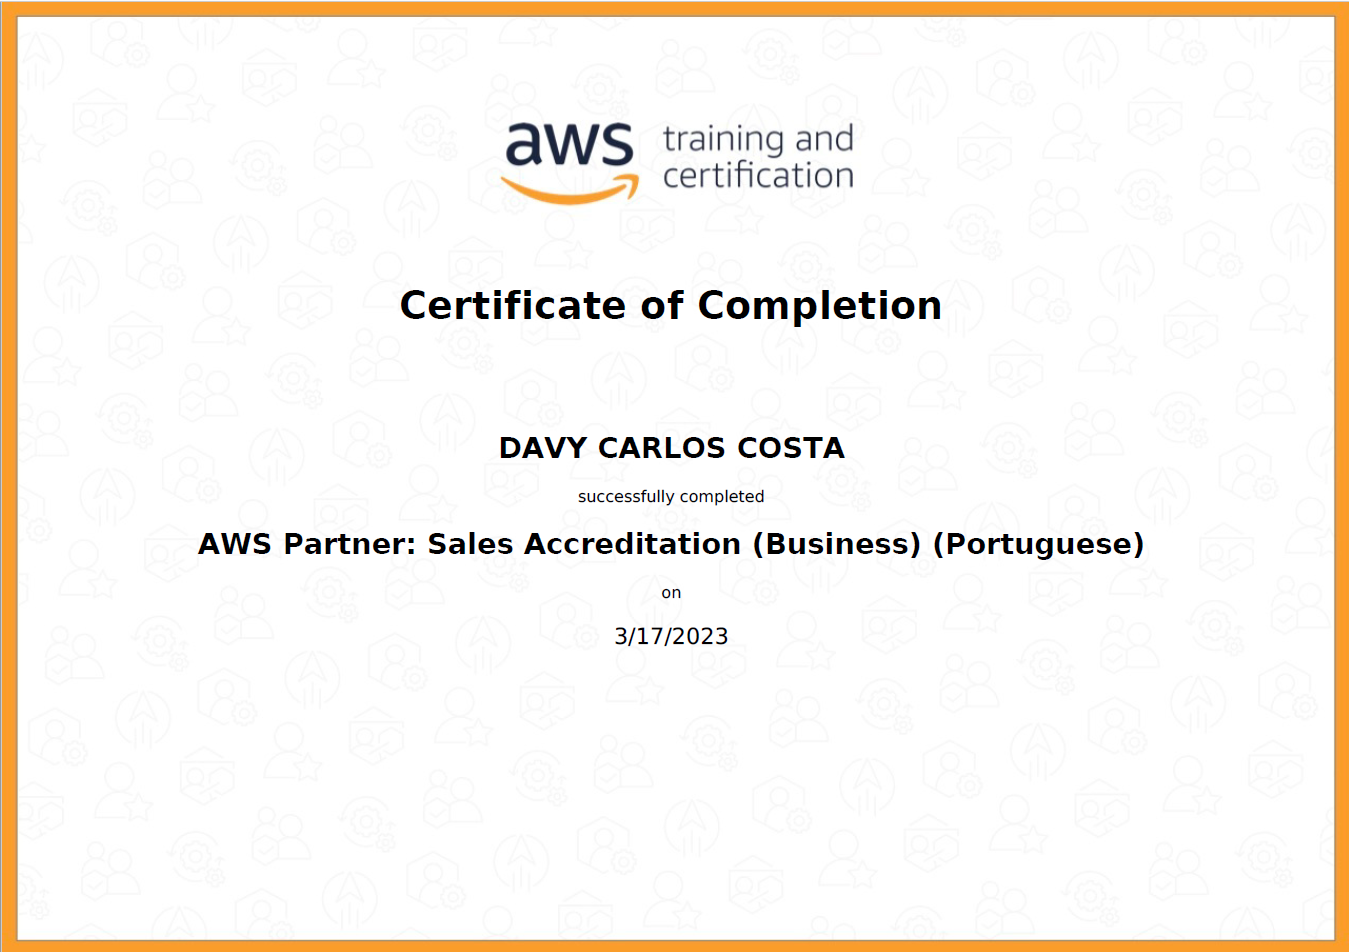 aws training and
certification
Certificate of Completion
DAVY CARLOS COSTA
successfully completed
AWS Partner: Sales Accreditation (Business) (Portuguese)
on
3/17/2023